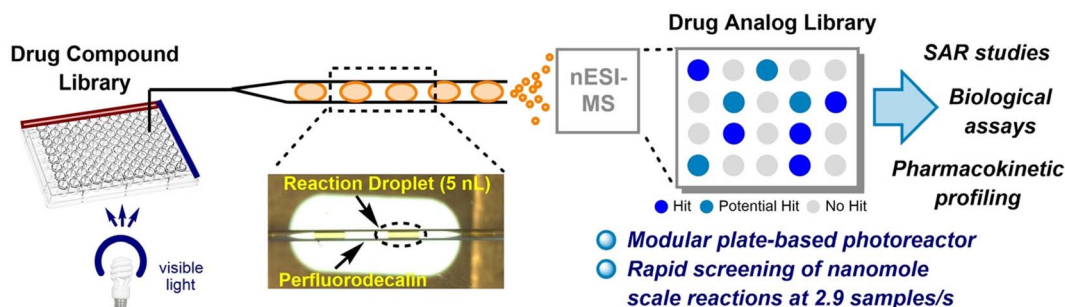 Drug Compound
Library
visible
light
Reaction Droplet (5 nL)
Perfluorodecalin
nESI-
MS
Drug Analog Library
Hit
Potential Hit
No Hit
SAR studies
Biological
assays
Pharmacokinetic
profiling
Modular plate-based photoreactor
Rapid screening of nanomole
scale reactions at 2.9 samples/s